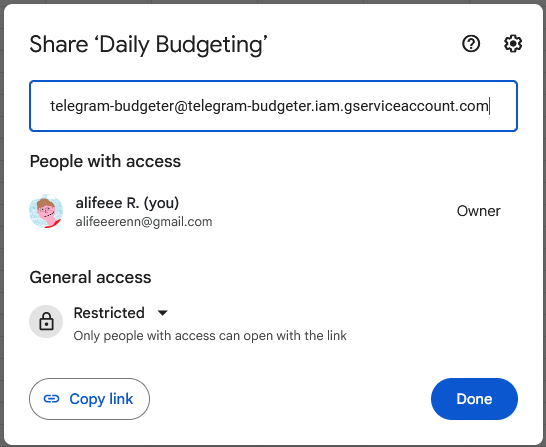 Share ‘Daily Budgeting’
telegram-budgeter@telegram-budgeter.iam.gserviceaccount.com
People with access
alifeee R. (you)
alifeeerenn@gmail.com
Owner
General access
Restricted
Only people with access can open with the link
Copy link
Done